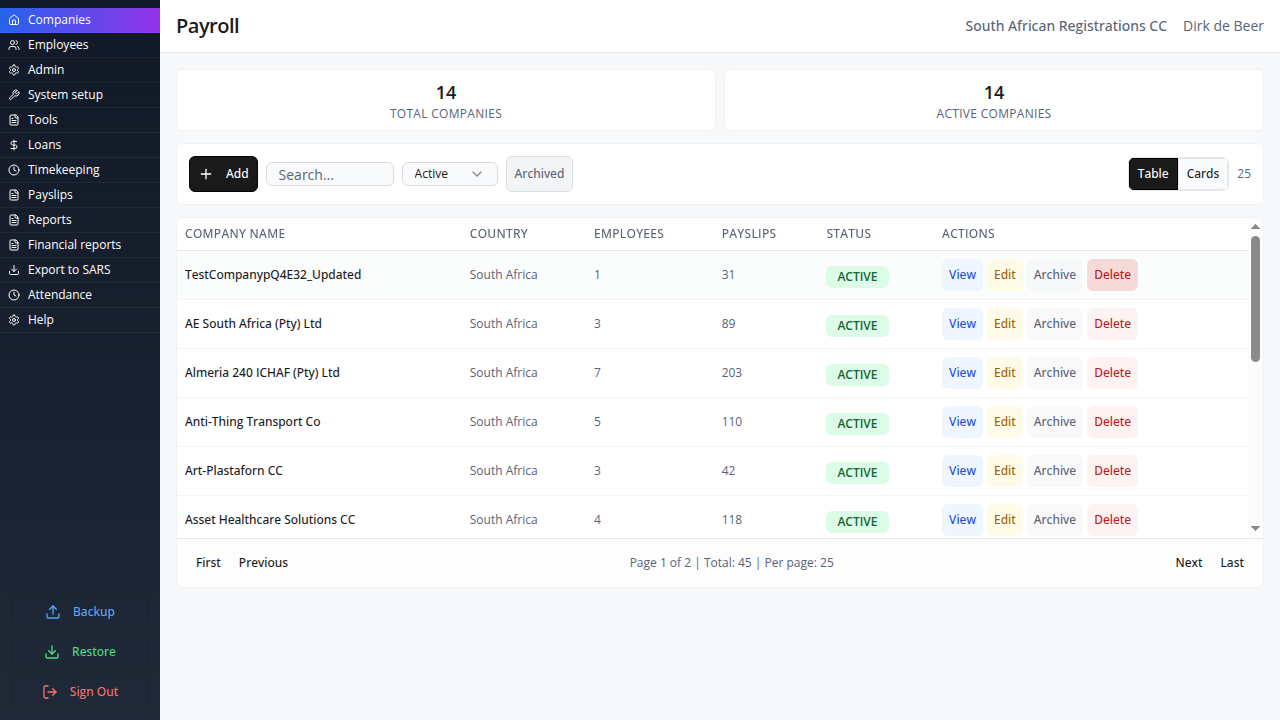 Companies
Employees
Admin
System setup
Tools
Loans
Timekeeping
Payslips
Reports
Financial reports
Export to SARS
Attendance
Help
Backup
Restore
Sign Out
Payroll
South African Registrations CC Dirk de Beer
14
TOTAL COMPANIES
14
ACTIVE COMPANIES
Add Search... Active Archived Table Cards 25
COMPANY NAME COUNTRY EMPLOYEES PAYSLIPS STATUS ACTIONS
TestCompanypQ4E32_Updated South Africa 1 31 ACTIVE View Edit Archive Delete
AE South Africa (Pty) Ltd South Africa 3 89 ACTIVE View Edit Archive Delete
Almeria 240 ICHAF (Pty) Ltd South Africa 7 203 ACTIVE View Edit Archive Delete
Anti-Thing Transport Co South Africa 5 110 ACTIVE View Edit Archive Delete
Art-Plastaforn CC South Africa 3 42 ACTIVE View Edit Archive Delete
Asset Healthcare Solutions CC South Africa 4 118 ACTIVE View Edit Archive Delete
First Previous Page 1 of 2 | Total: 45 | Per page: 25 Next Last